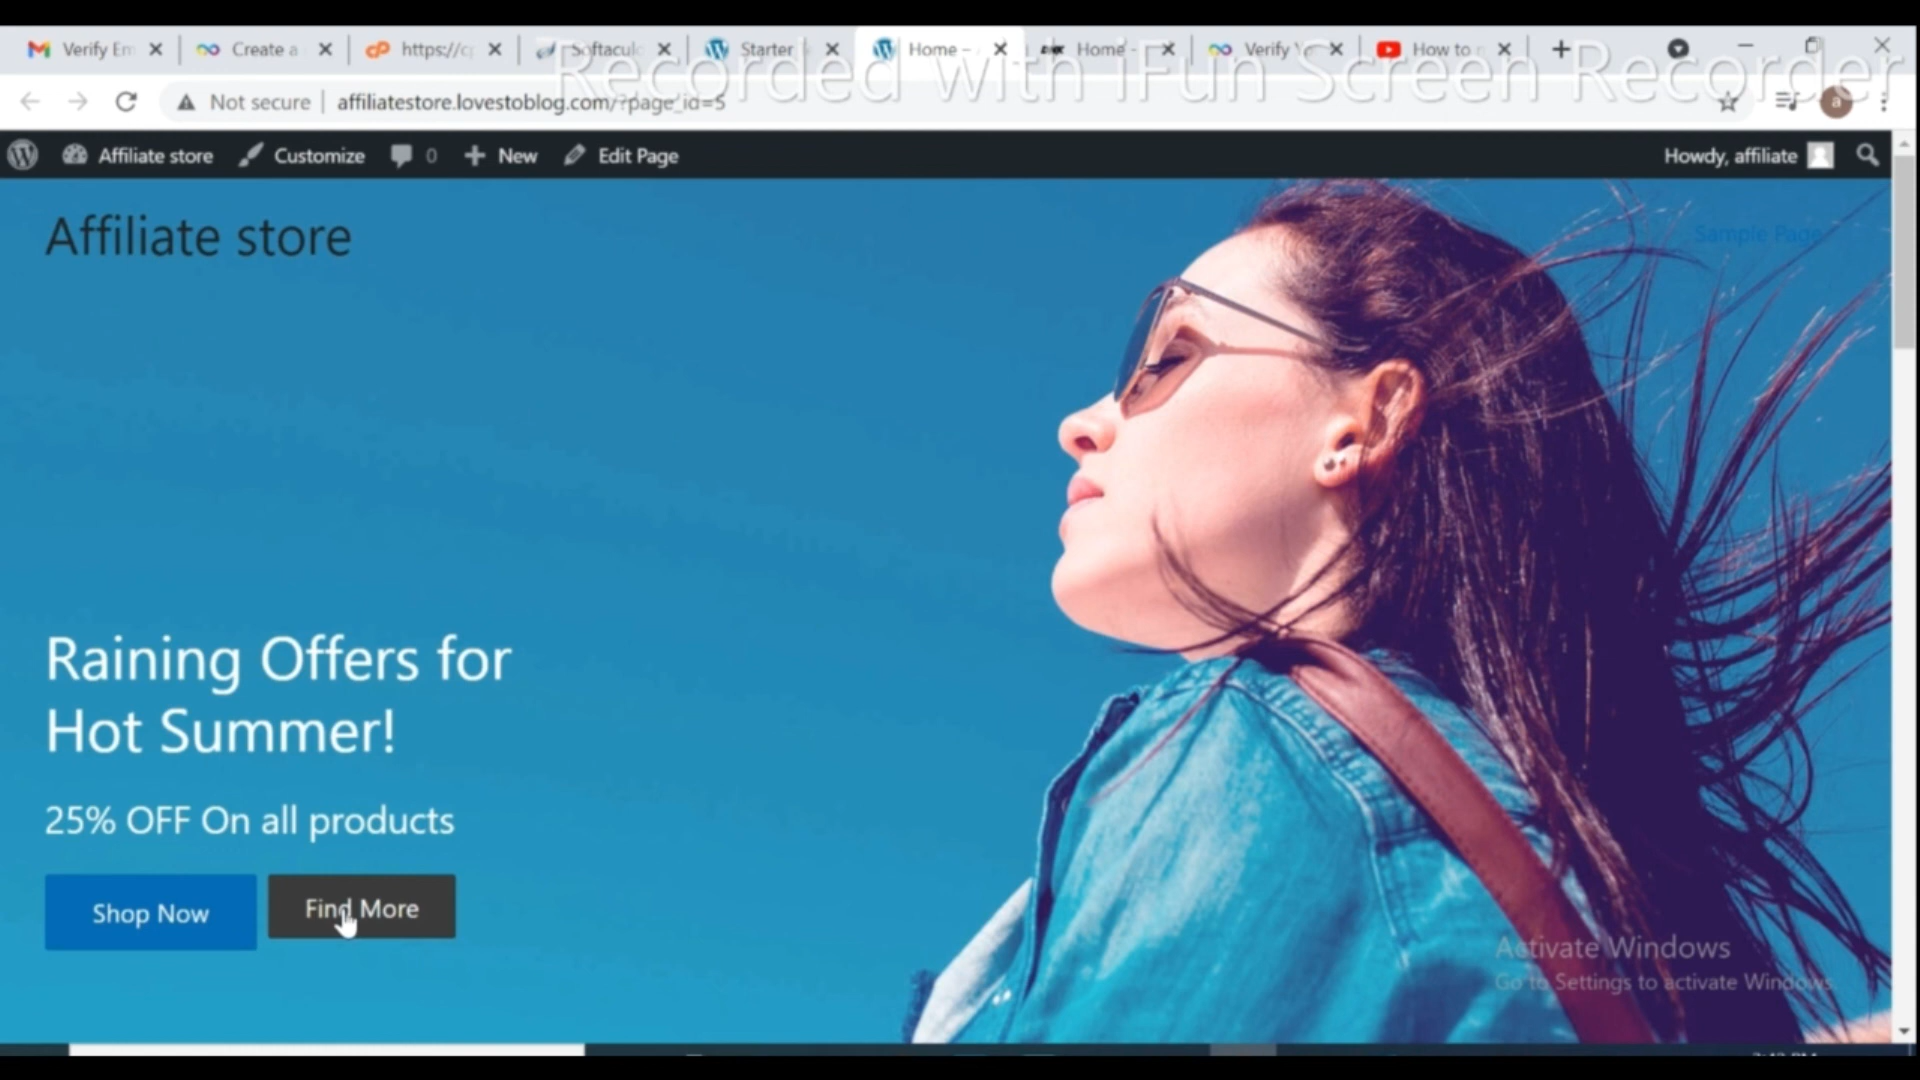 Verify Em
Create a
https://cp
Softacul
Starter
Home –
Home -
Verify Yo
How to
Recorded with iFun Screen Recorder
Not secure
affiliatestore.lovestoblog.com/?page_id=5
a
Affiliate store
Customize
0
New
Edit Page
Howdy, affiliate
Affiliate store
Sample Page
Raining Offers for
Hot Summer!
25% OFF On all products
Shop Now
Find More
Activate Windows
Go to Settings to activate Windows.